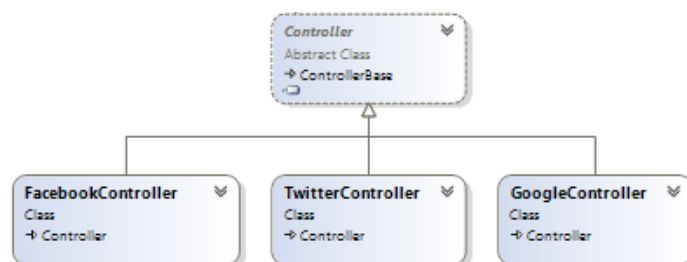 Controller
Abstract Class
ControllerBase
FacebookController
Class
Controller
TwitterController
Class
Controller
GoogleController
Class
Controller